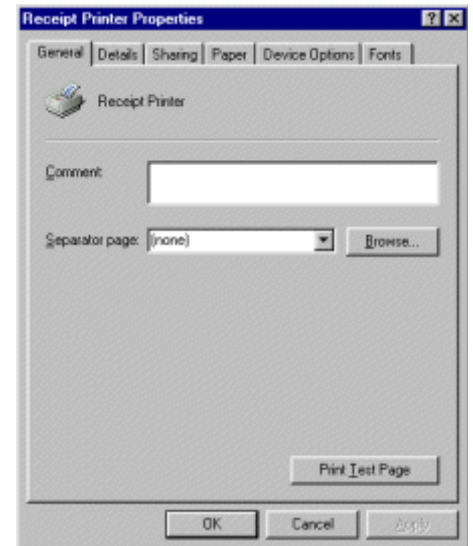 Receipt Printer Properties
General Details Sharing Paper Device Options Fonts
Receipt Printer
Comment:
Separator page: (none) Browse...
Print Test Page
OK Cancel Apply